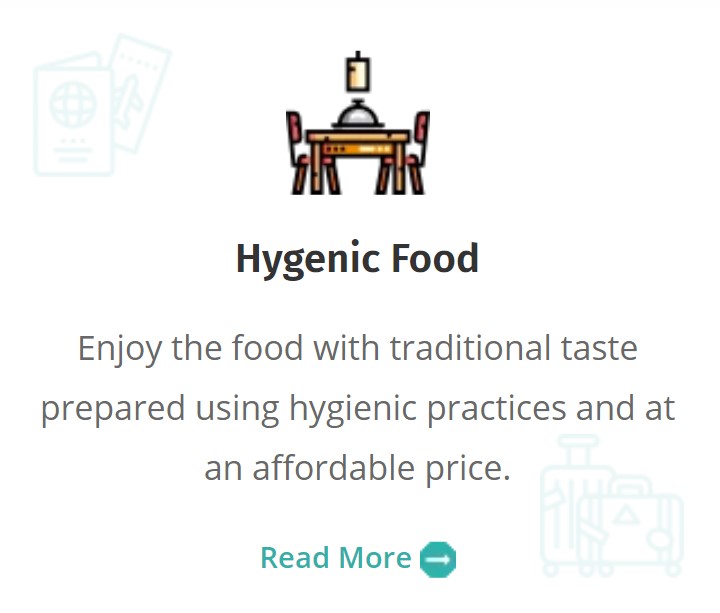 Hygenic Food
Enjoy the food with traditional taste
prepared using hygienic practices and at
an affordable price.
Read More